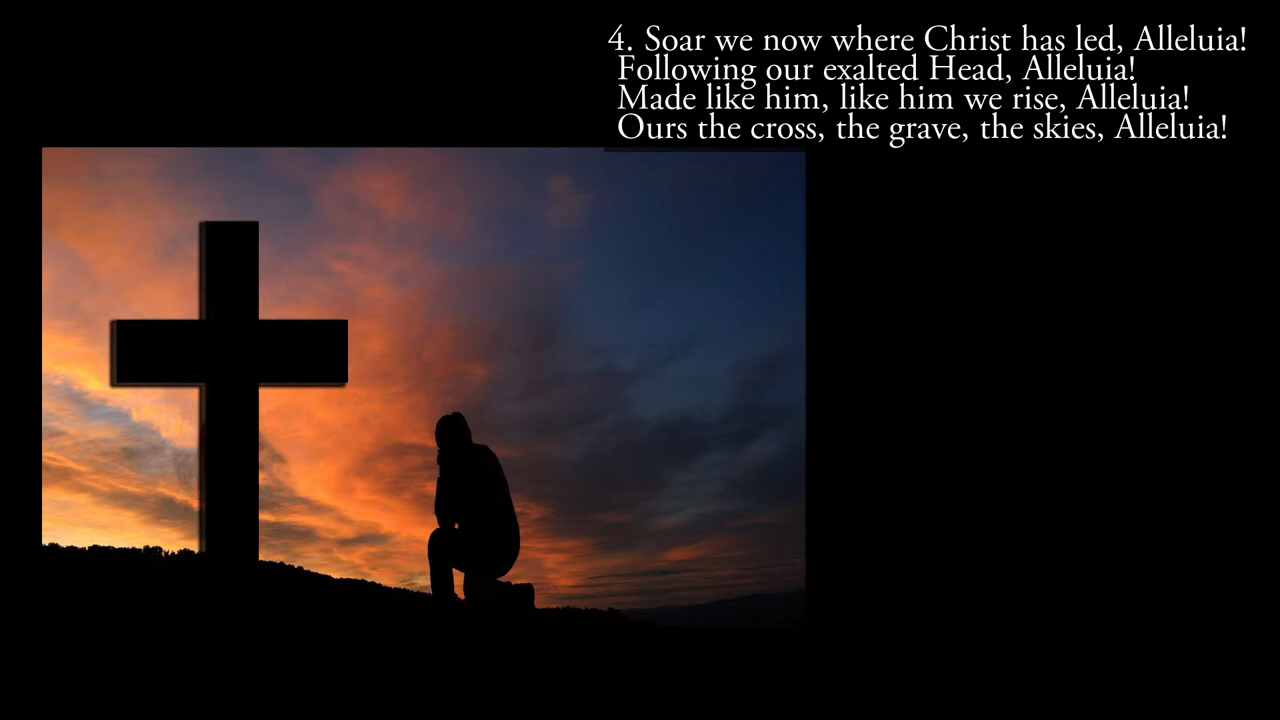 4. Soar we now where Christ has led, Alleluia!
Following our exalted Head, Alleluia!
Made like him, like him we rise, Alleluia!
Ours the cross, the grave, the skies, Alleluia!